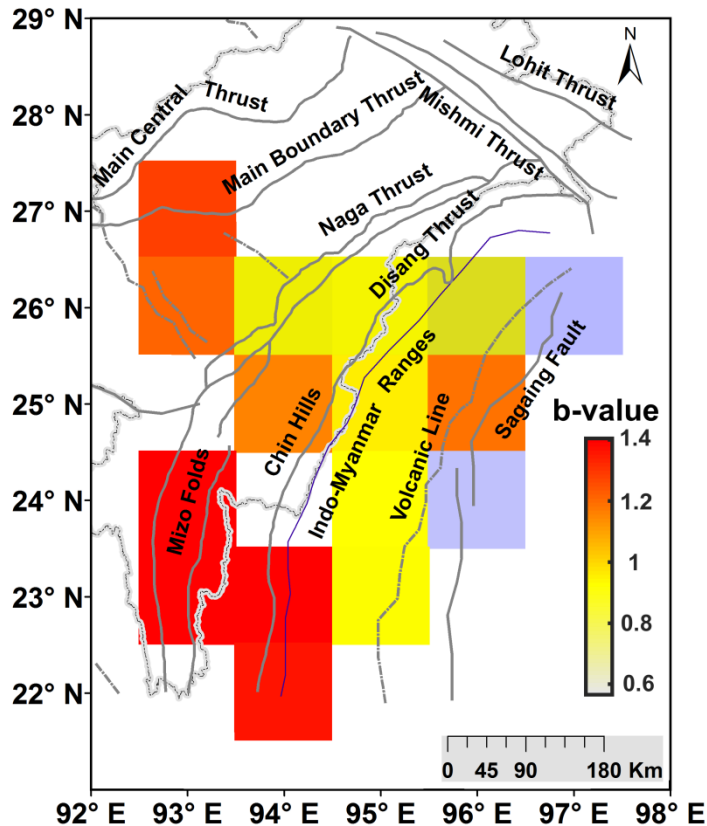 29° N
28° N
27° N
26° N
25° N
24° N
23° N
22° N
N
Lohit Thrust
Main Central Thrust
Mishmi Thrust
Main Boundary Thrust
Naga Thrust
Disang Thrust
Ranges
Indo-Myanmar
Sagaing Fault
Chin Hills
Volcanic Line
Mizo Folds
b-value
1.4
1.2
1
0.8
0.6
0 45 90 180 Km
92° E 93° E 94° E 95° E 96° E 97° E 98° E